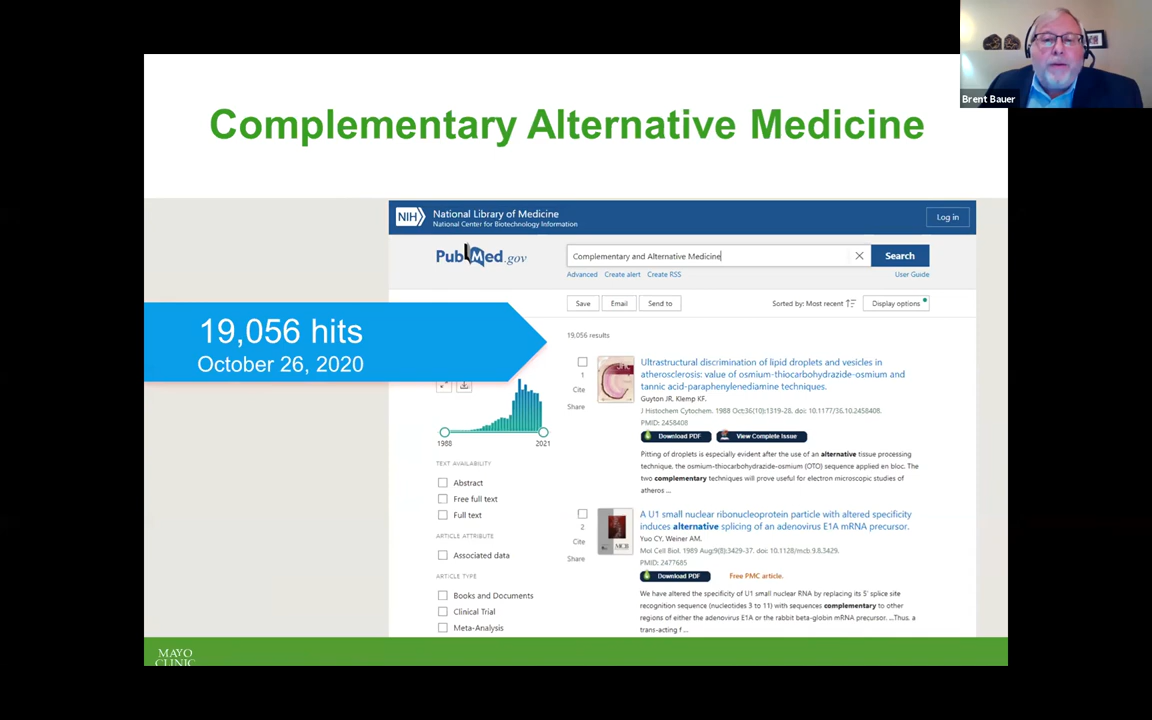 Brent Bauer
Complementary Alternative Medicine
NIH
National Library of Medicine
National Center for Biotechnology Information
Log in
PubMed.gov
Complementary and Alternative Medicine
Search
Advanced Create alert Create RSS
User Guide
Save Email Send to
Sorted by: Most recent
Display options
19,056 hits
October 26, 2020
19,056 results
1988
2021
TEXT AVAILABILITY
Abstract
Free full text
Full text
ARTICLE ATTRIBUTE
Associated data
ARTICLE TYPE
Books and Documents
Clinical Trial
Meta-Analysis
1
Cite
Share
Ultrastructural discrimination of lipid droplets and vesicles in
atherosclerosis: value of osmium-thiocarbohydrazide-osmium and
tannic acid-paraphenylenediamine techniques.
Guyton JR, Klemp KF.
J Histochem Cytochem. 1988 Oct;36(10):1319-28. doi: 10.1177/36.10.2458408.
PMID: 2458408
Download PDF View Complete Issue
Pitting of droplets is especially evident after the use of an alternative tissue processing
technique, the osmium-thiocarbohydrazide-osmium (OTO) sequence applied en bloc. The
two complementary techniques will prove useful for electron microscopic studies of
atheros ...
2
Cite
Share
MCB
A U1 small nuclear ribonucleoprotein particle with altered specificity
induces alternative splicing of an adenovirus E1A mRNA precursor.
Yuo CY, Weiner AM.
Mol Cell Biol. 1989 Aug;9(8):3429-37. doi: 10.1128/mcb.9.8.3429.
PMID: 2477685
Download PDF Free PMC article.
We have altered the specificity of U1 small nuclear RNA by replacing its 5' splice site
recognition sequence (nucleotides 3 to 11) with sequences complementary to other
regions of either the adenovirus E1A or the rabbit beta-globin mRNA precursor. ...Thus, a
trans-acting f ...
MAYO
CLINIC